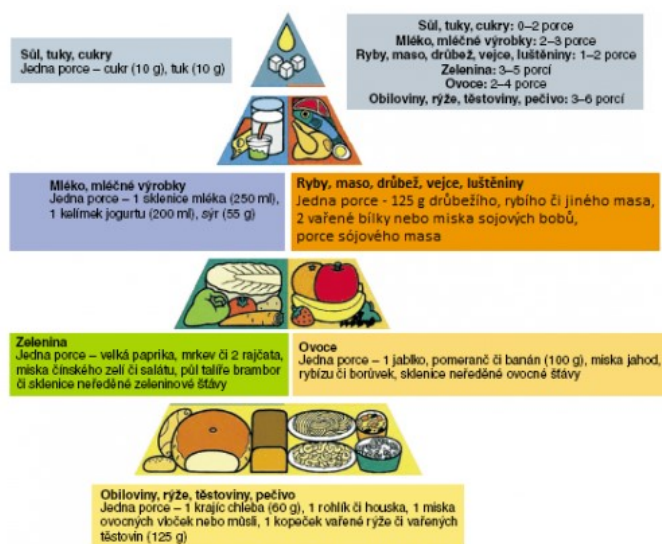 Sůl, tuky, cukry: 0–2 porce
Mléko, mléčné výrobky: 2–3 porce
Ryby, maso, drůbež, vejce, luštěniny: 1–2 porce
Zelenina: 3–5 porcí
Ovoce: 2–4 porce
Obiloviny, rýže, těstoviny, pečivo: 3–6 porcí
Sůl, tuky, cukry
Jedna porce – cukr (10 g), tuk (10 g)
Mléko, mléčné výrobky
Jedna porce – 1 sklenice mléka (250 ml),
1 kelímek jogurtu (200 ml), sýr (55 g)
Ryby, maso, drůbež, vejce, luštěniny
Jedna porce - 125 g drůbežího, rybího či jiného masa,
2 vařené bílky nebo miska sojových bobů,
porce sójového masa
Zelenina
Jedna porce – velká paprika, mrkev či 2 rajčata,
miska čínského zelí či salátu, půl talíře brambor
či sklenice neředěné zeleninové šťávy
Ovoce
Jedna porce – 1 jablko, pomeranč či banán (100 g), miska jahod,
rybízu či borůvek, sklenice neředěné ovocné šťávy
Obiloviny, rýže, těstoviny, pečivo
Jedna porce – 1 krajíc chleba (60 g), 1 rohlík či houska, 1 miska
ovocných vloček nebo műsli, 1 kopeček vařené rýže či vařených
těstovin (125 g)